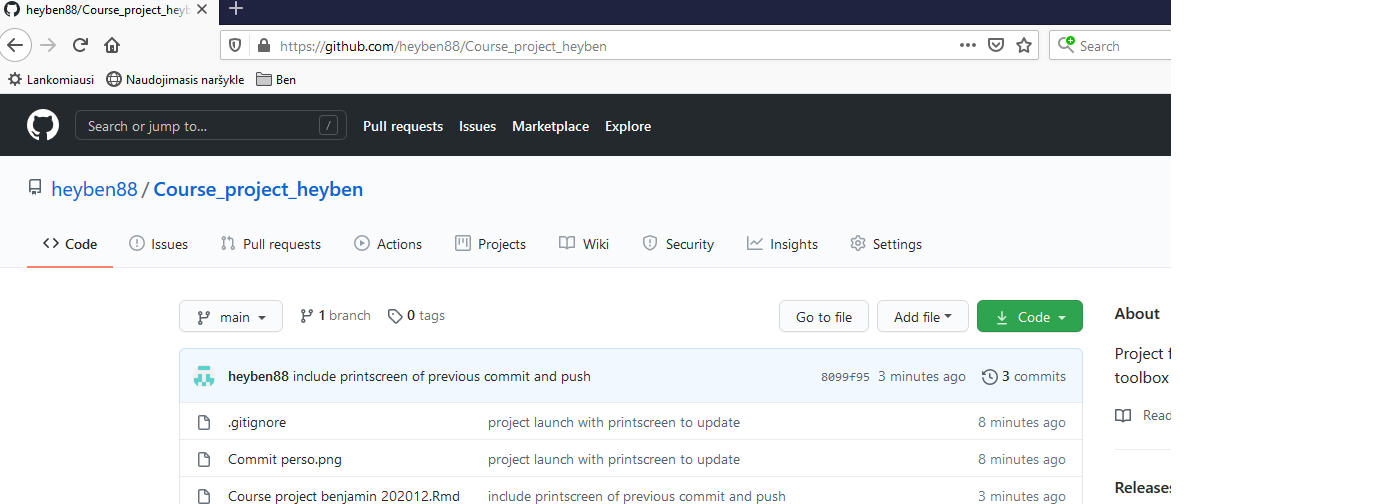 heyben88/Course_project_heyb
https://github.com/heyben88/Course_project_heyben
Search
Lankomiausi Naudojimasis naršykle Ben
Search or jump to... / Pull requests Issues Marketplace Explore
heyben88 / Course_project_heyben
Code Issues Pull requests Actions Projects Wiki Security Insights Settings
main 1 branch 0 tags Go to file Add file Code
About
Project f
toolbox
Read
heyben88 include printscreen of previous commit and push 8099f95 3 minutes ago 3 commits
.gitignore project launch with printscreen to update 8 minutes ago
Commit perso.png project launch with printscreen to update 8 minutes ago
Course project benjamin 202012.Rmd include printscreen of previous commit and push 3 minutes ago
Releases